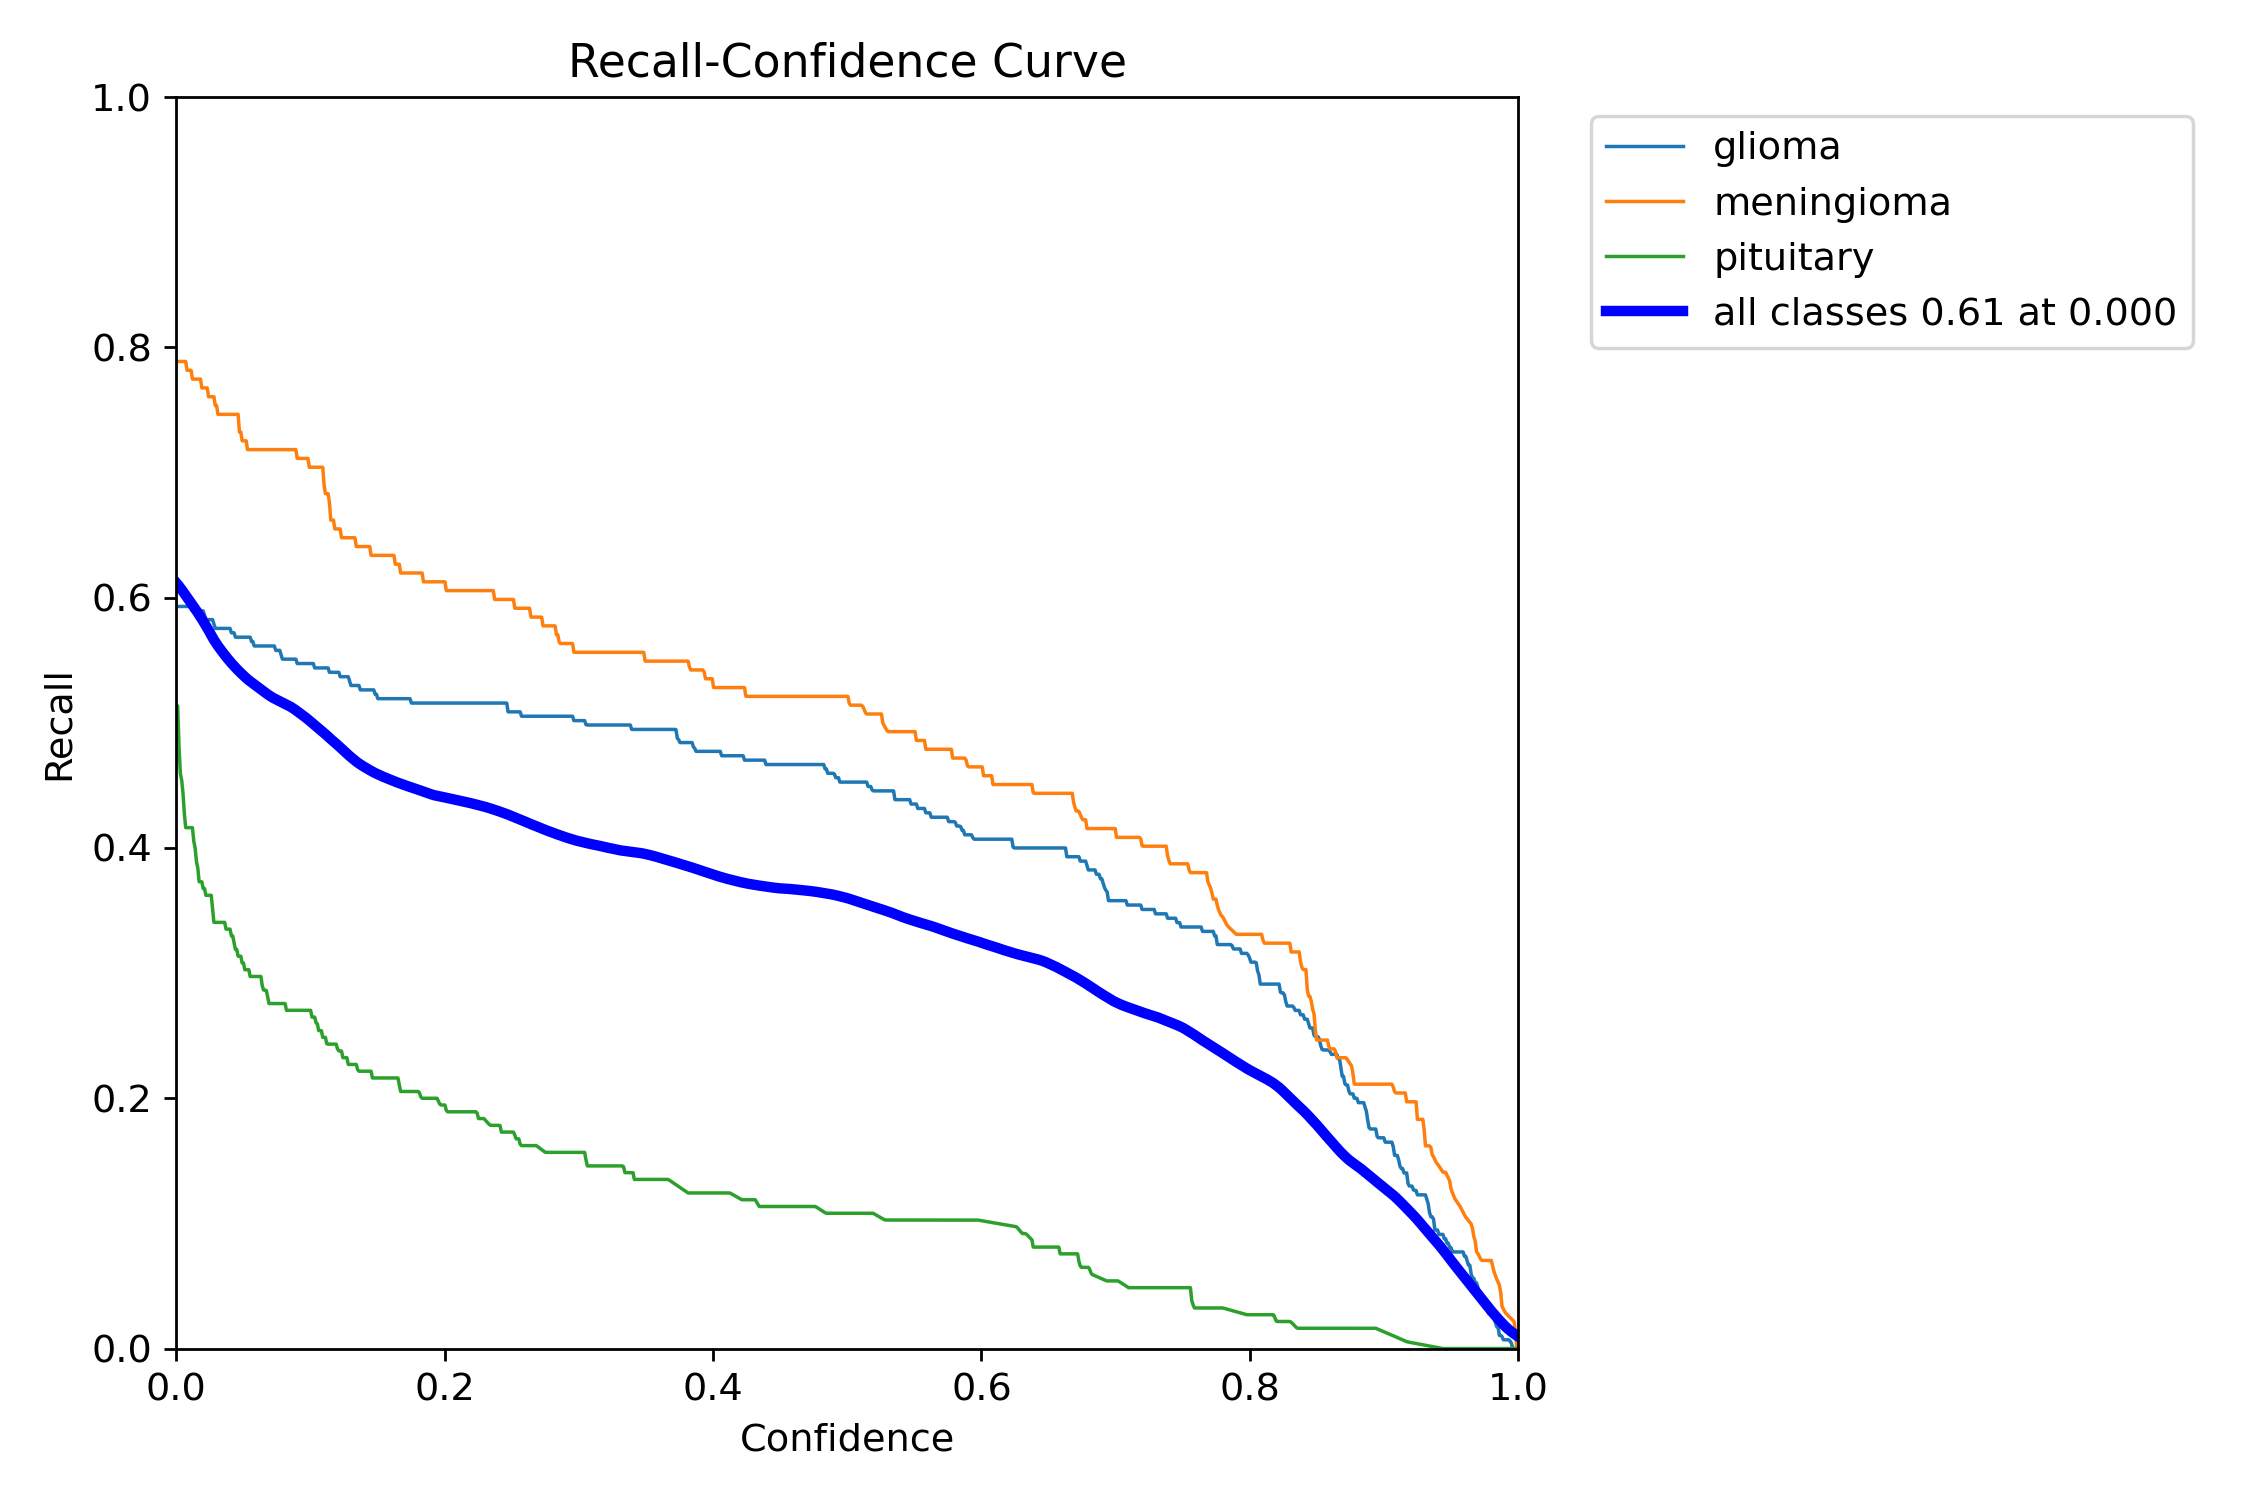 Recall-Confidence Curve
1.0
0.8
0.6
0.4
0.2
0.0
Recall
0.0 0.2 0.4 0.6 0.8 1.0
Confidence
glioma
meningioma
pituitary
all classes 0.61 at 0.000